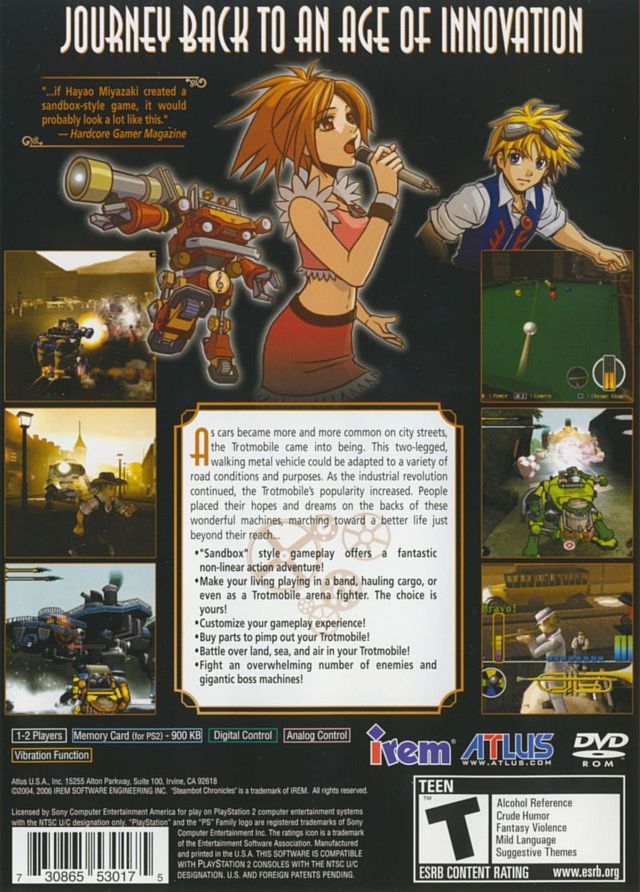 JOURNEY BACK TO AN AGE OF INNOVATION
"...if Hayao Miyazaki created a
sandbox-style game, it would
probably look a lot like this."
— Hardcore Gamer Magazine
As cars became more and more common on city streets,
the Trotmobile came into being. This two-legged,
walking metal vehicle could be adapted to a variety of
road conditions and purposes. As the industrial revolution
continued, the Trotmobile's popularity increased. People
placed their hopes and dreams on the backs of these
wonderful machines, marching toward a better life just
beyond their reach...
•"Sandbox" style gameplay offers a fantastic
non-linear action adventure!
•Make your living playing in a band, hauling cargo, or
even as a Trotmobile arena fighter. The choice is
yours!
•Customize your gameplay experience!
•Buy parts to pimp out your Trotmobile!
•Battle over land, sea, and air in your Trotmobile!
•Fight an overwhelming number of enemies and
gigantic boss machines!
Bravo!
1-2 Players
Memory Card (for PS2) - 900 KB
Digital Control
Analog Control
Vibration Function
irem
ATLUS
WWW.ATLUS.COM
DVD
ROM
Atlus U.S.A., Inc. 15255 Alton Parkway, Suite 100, Irvine, CA 92618
©2004, 2006 IREM SOFTWARE ENGINEERING INC. "Steambot Chronicles" is a trademark of IREM. All rights reserved.
Licensed by Sony Computer Entertainment America for play on PlayStation 2 computer entertainment systems
with the NTSC U/C designation only. "PlayStation" and the "PS" Family logo are registered trademarks of Sony
Computer Entertainment Inc. The ratings icon is a trademark
of the Entertainment Software Association. Manufactured
and printed in the U.S.A. THIS SOFTWARE IS COMPATIBLE
WITH PLAYSTATION 2 CONSOLES WITH THE NTSC U/C
DESIGNATION. U.S. AND FOREIGN PATENTS PENDING.
7 30865 53017 5
TEEN
T
TM
Alcohol Reference
Crude Humor
Fantasy Violence
Mild Language
Suggestive Themes
ESRB CONTENT RATING www.esrb.org